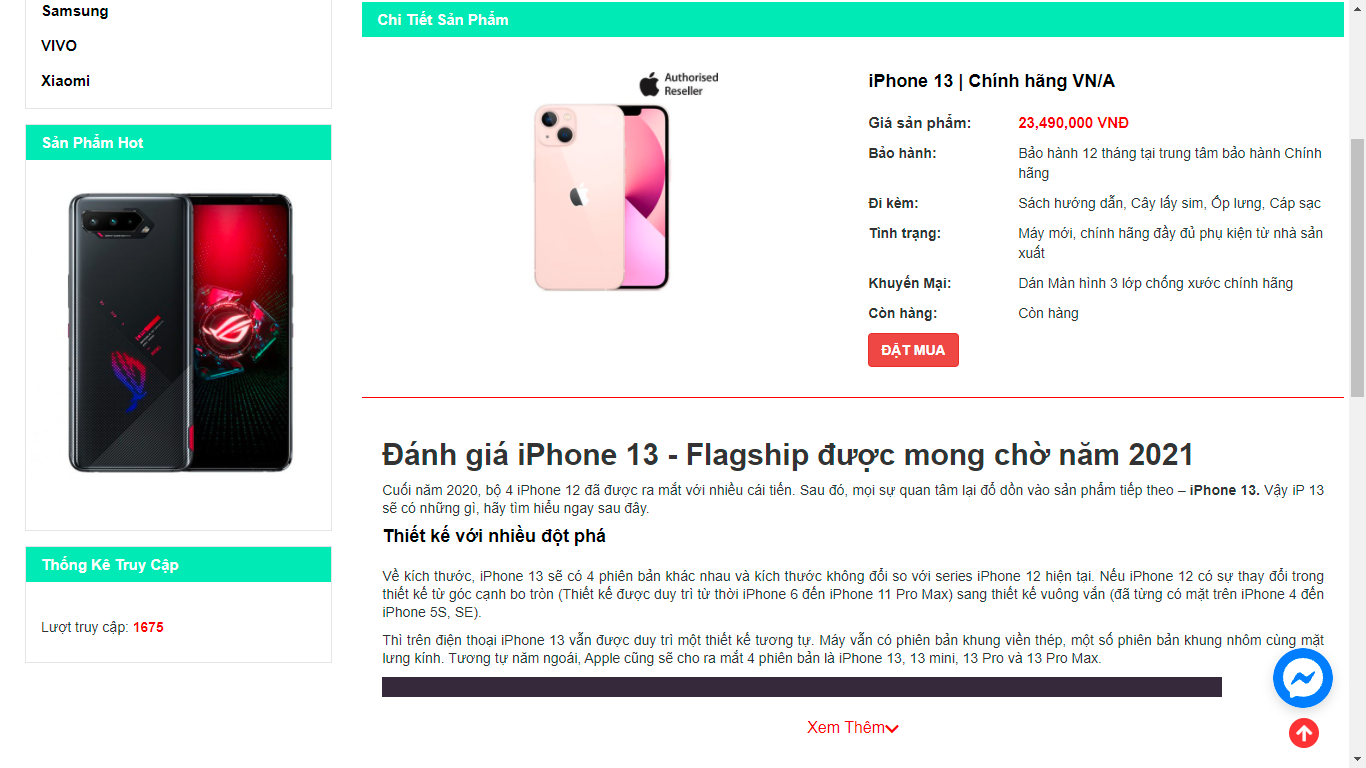 Samsung
VIVO
Xiaomi
Sản Phẩm Hot
Thống Kê Truy Cập
Lượt truy cập: 1675
Chi Tiết Sản Phẩm
Authorised
Reseller
iPhone 13 | Chính hãng VN/A
Giá sản phẩm: 23,490,000 VNĐ
Bảo hành: Bảo hành 12 tháng tại trung tâm bảo hành Chính
hãng
Đi kèm: Sách hướng dẫn, Cây lấy sim, Ốp lưng, Cáp sạc
Tình trạng: Máy mới, chính hãng đầy đủ phụ kiện từ nhà sản
xuất
Khuyến Mại: Dán Màn hình 3 lớp chống xước chính hãng
Còn hàng: Còn hàng
ĐẶT MUA
Đánh giá iPhone 13 - Flagship được mong chờ năm 2021
Cuối năm 2020, bộ 4 iPhone 12 đã được ra mắt với nhiều cái tiến. Sau đó, mọi sự quan tâm lại đổ dồn vào sản phẩm tiếp theo – iPhone 13. Vậy iP 13
sẽ có những gì, hãy tìm hiểu ngay sau đây.
Thiết kế với nhiều đột phá
Về kích thước, iPhone 13 sẽ có 4 phiên bản khác nhau và kích thước không đổi so với series iPhone 12 hiện tại. Nếu iPhone 12 có sự thay đổi trong
thiết kế từ góc cạnh bo tròn (Thiết kế được duy trì từ thời iPhone 6 đến iPhone 11 Pro Max) sang thiết kế vuông vắn (đã từng có mặt trên iPhone 4 đến
iPhone 5S, SE).
Thì trên điện thoại iPhone 13 vẫn được duy trì một thiết kế tương tự. Máy vẫn có phiên bản khung viền thép, một số phiên bản khung nhôm cùng mặt
lưng kính. Tương tự năm ngoái, Apple cũng sẽ cho ra mắt 4 phiên bản là iPhone 13, 13 mini, 13 Pro và 13 Pro Max.
Xem Thêm